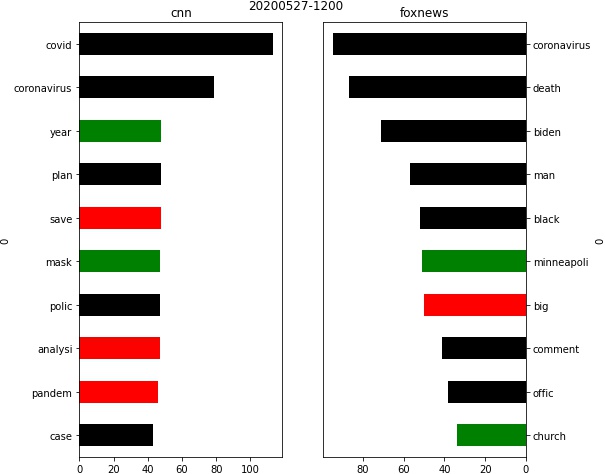 20200527-1200
cnn
foxnews
covid
coronavirus
year
plan
save
mask
polic
analysi
pandem
case
0
0 20 40 60 80 100
coronavirus
death
biden
man
black
minneapoli
big
comment
offic
church
0
80 60 40 20 0